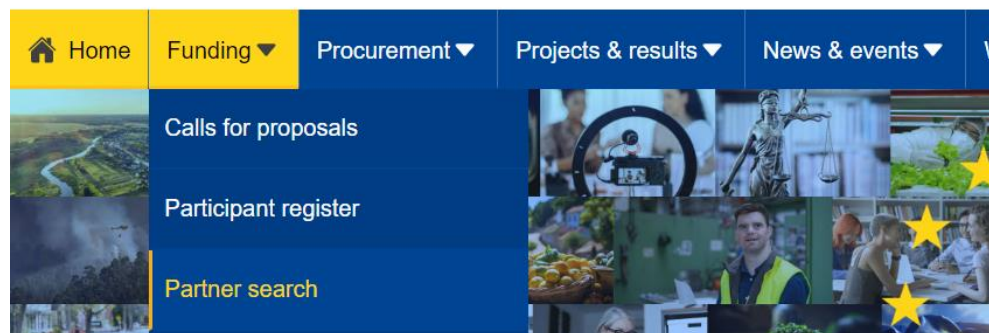 Home Funding Procurement Projects & results News & events
Calls for proposals
Participant register
Partner search